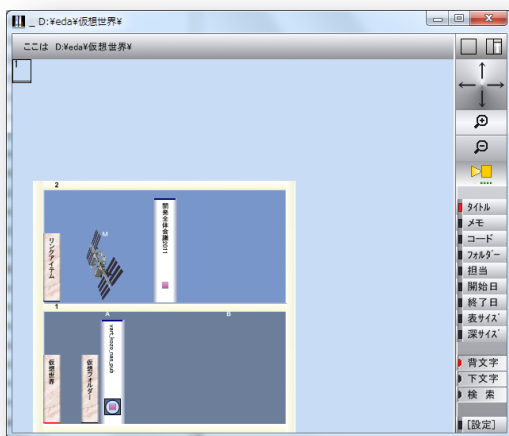 _ D:¥eda¥仮想世界¥
ここは D:¥eda¥仮想世界¥
1
2
リンクアイテム
M
開発全体会議2011
1
A
B
仮想世界
仮想フォルダー
タイトル
メモ
コード
フォルダー
担当
開始日
終了日
表サイズ
深サイズ
背文字
下文字
検 索
[設定]